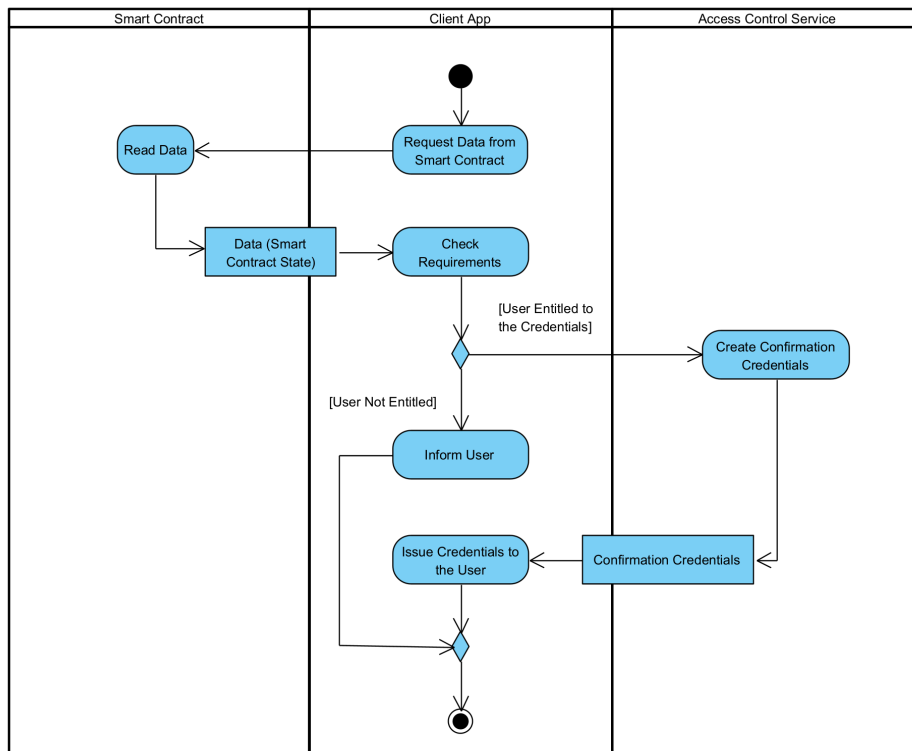 Smart Contract
Client App
Access Control Service
Request Data from
Smart Contract
Read Data
Data (Smart
Contract State)
Check
Requirements
[User Entitled to
the Credentials]
Create Confirmation
Credentials
[User Not Entitled]
Inform User
Issue Credentials to
the User
Confirmation Credentials